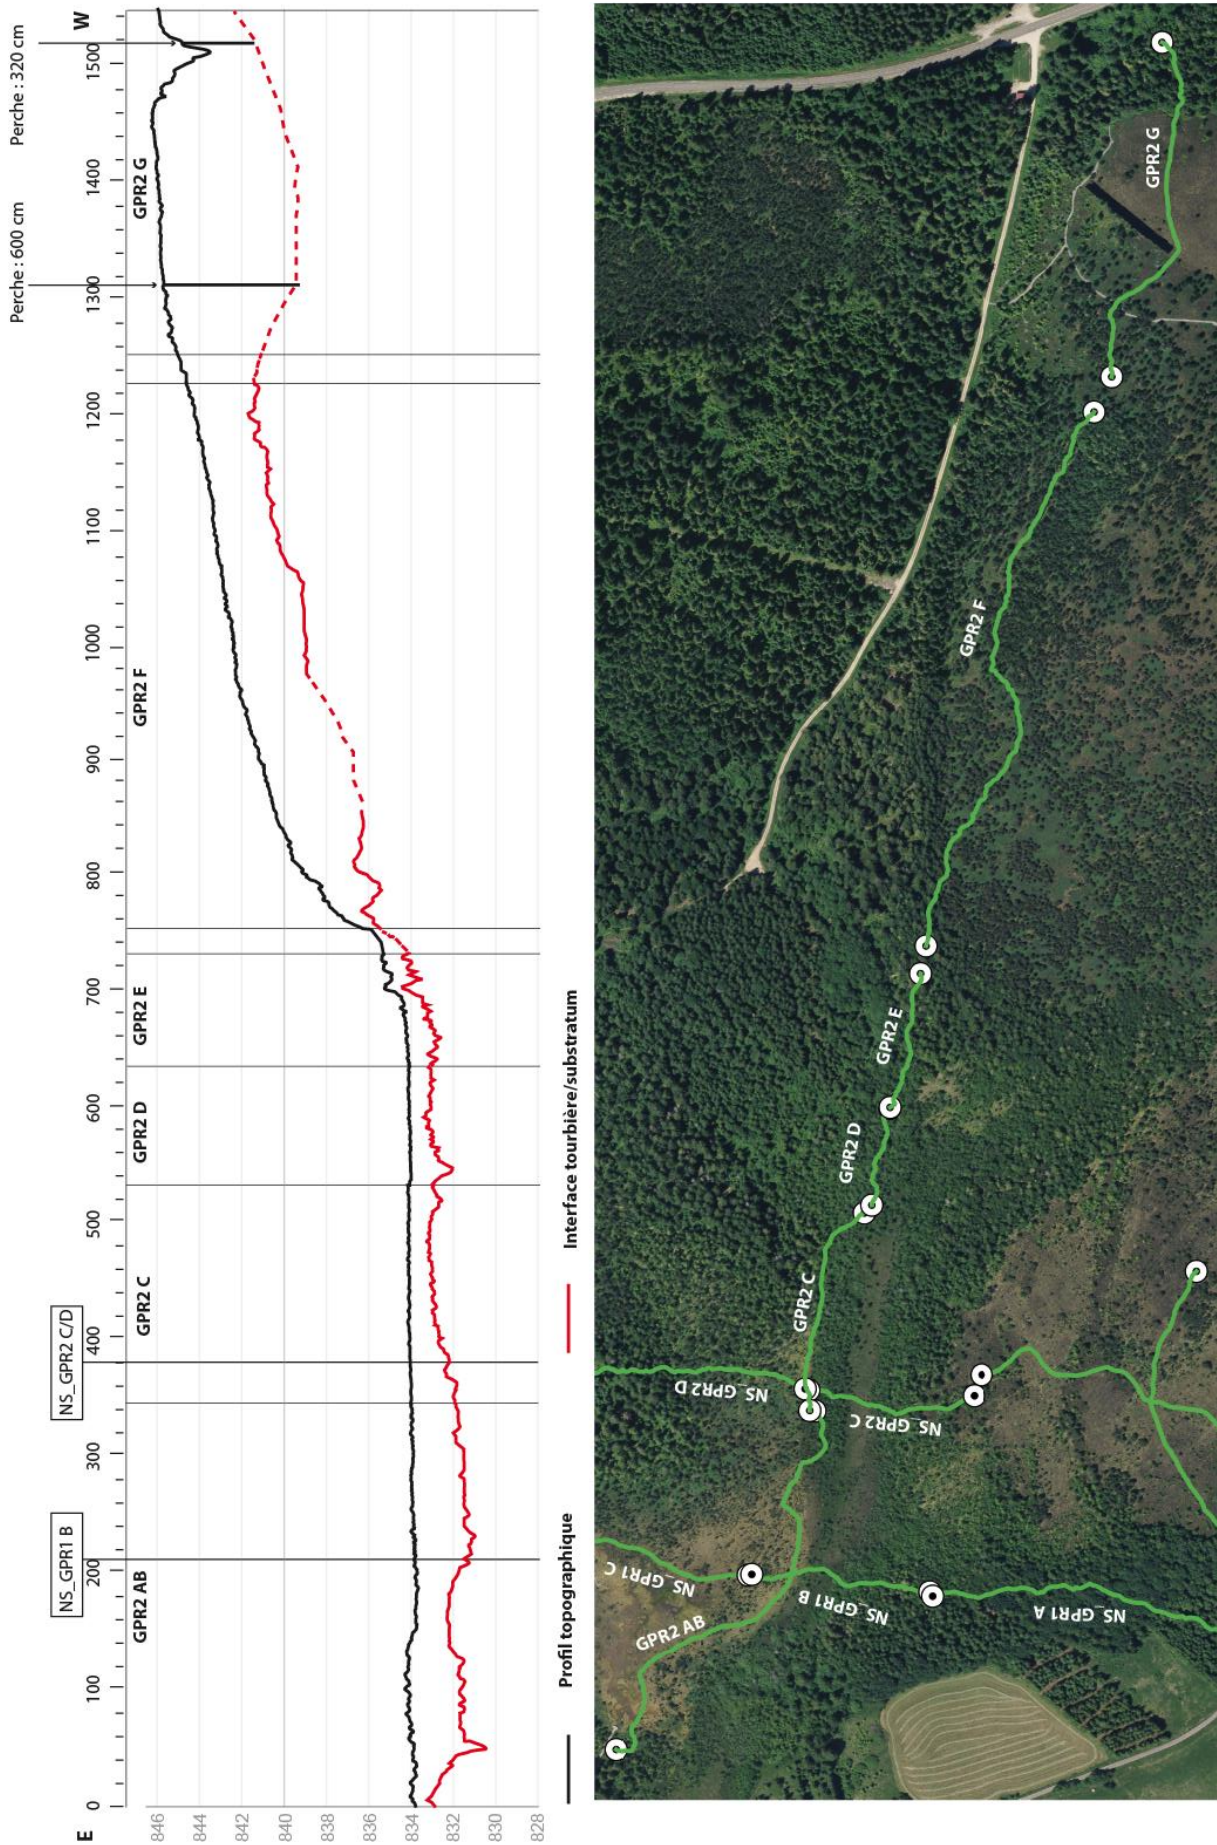 Perche : 600 cm
Perche : 320 cm
NS_GPR1 B
NS_GPR2 C/D
E
0
100
200
300
400
500
600
700
800
900
1000
1100
1200
1300
1400
1500
W
846
844
842
840
838
836
834
832
830
828
GPR2 AB
GPR2 C
GPR2 D
GPR2 E
GPR2 F
GPR2 G
Profil topographique
Interface tourbière/substratum
GPR2 AB
NS_GPR1 C
NS_GPR1 B
NS_GPR1 A
NS_GPR2 D
NS_GPR2 C
GPR2 C
GPR2 D
GPR2 E
GPR2 F
GPR2 G